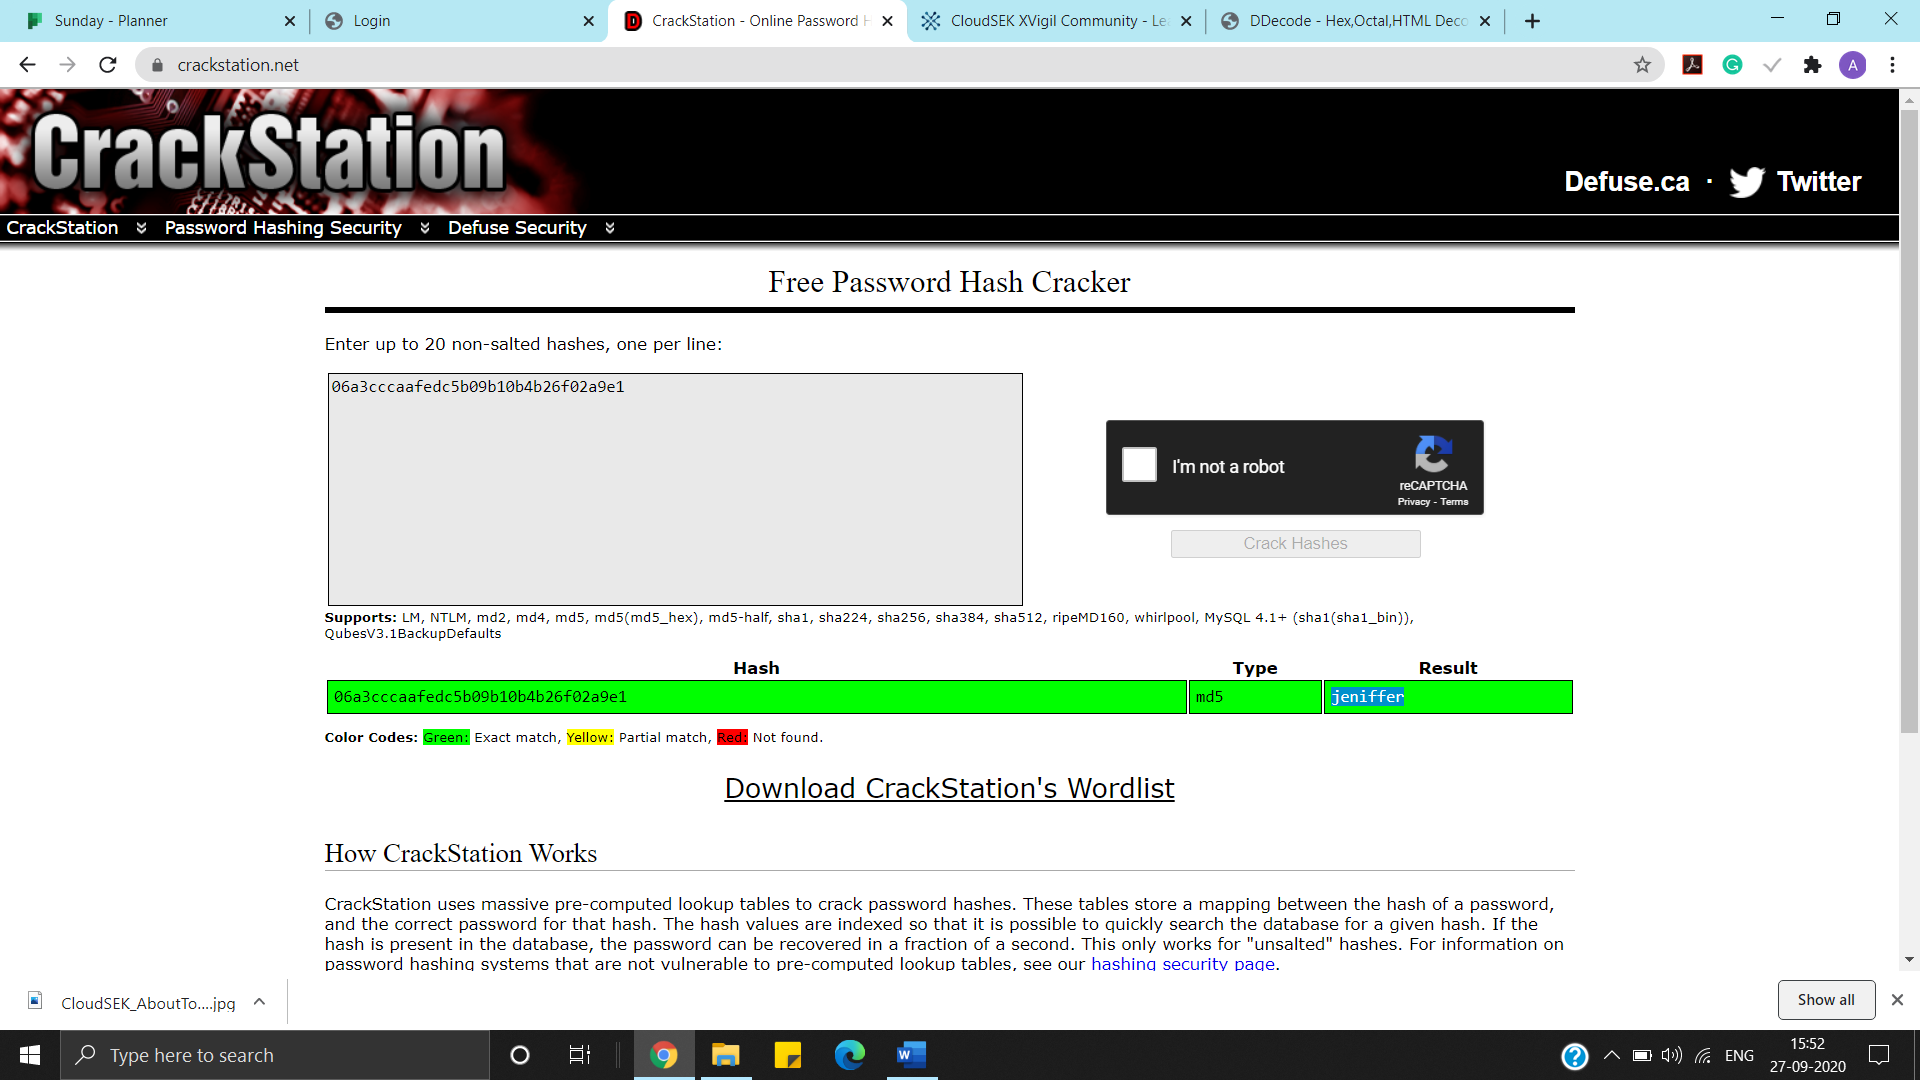 Sunday - Planner
Login
CrackStation - Online Password H
CloudSEK XVigil Community - Le
DDecode - Hex,Octal,HTML Deco
crackstation.net
A
CrackStation
Defuse.ca · Twitter
CrackStation
Password Hashing Security
Defuse Security
Free Password Hash Cracker
Enter up to 20 non-salted hashes, one per line:
06a3cccaafedc5b09b10b4b26f02a9e1
I'm not a robot
reCAPTCHA
Privacy - Terms
Crack Hashes
Supports: LM, NTLM, md2, md4, md5, md5(md5_hex), md5-half, sha1, sha224, sha256, sha384, sha512, ripeMD160, whirlpool, MySQL 4.1+ (sha1(sha1_bin)),
QubesV3.1BackupDefaults
Hash Type Result
06a3cccaafedc5b09b10b4b26f02a9e1 md5 jeniffer
Color Codes: Green: Exact match, Yellow: Partial match, Red: Not found.
Download CrackStation's Wordlist
How CrackStation Works
CrackStation uses massive pre-computed lookup tables to crack password hashes. These tables store a mapping between the hash of a password,
and the correct password for that hash. The hash values are indexed so that it is possible to quickly search the database for a given hash. If the
hash is present in the database, the password can be recovered in a fraction of a second. This only works for "unsalted" hashes. For information on
password hashing systems that are not vulnerable to pre-computed lookup tables, see our hashing security page.
CloudSEK_AboutTo....jpg
Show all
Type here to search
ENG
15:52
27-09-2020